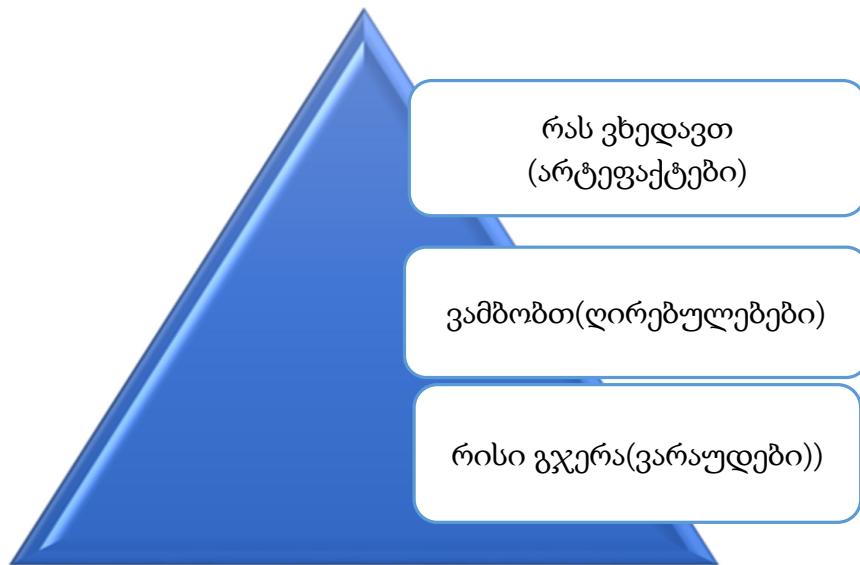 რას ვხედავთ
(არტეფაქტები)
ვამბობთ(ღირებულებები)
რისი გჯერა(ვარაუდები))